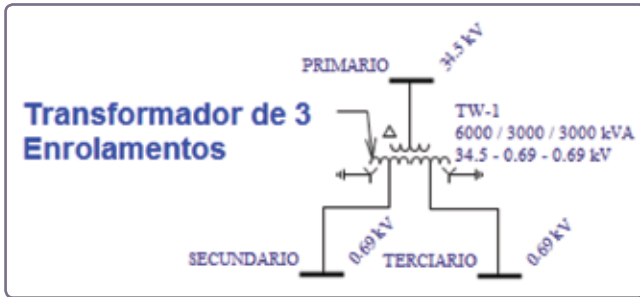 34.5 kV
PRIMARIO
Transformador de 3
Enrolamentos
TW-1
6000 / 3000 / 3000 kVA
34.5 - 0.69 - 0.69 kV
SECUNDARIO
0.69 kV
TERCIARIO
0.69 kV